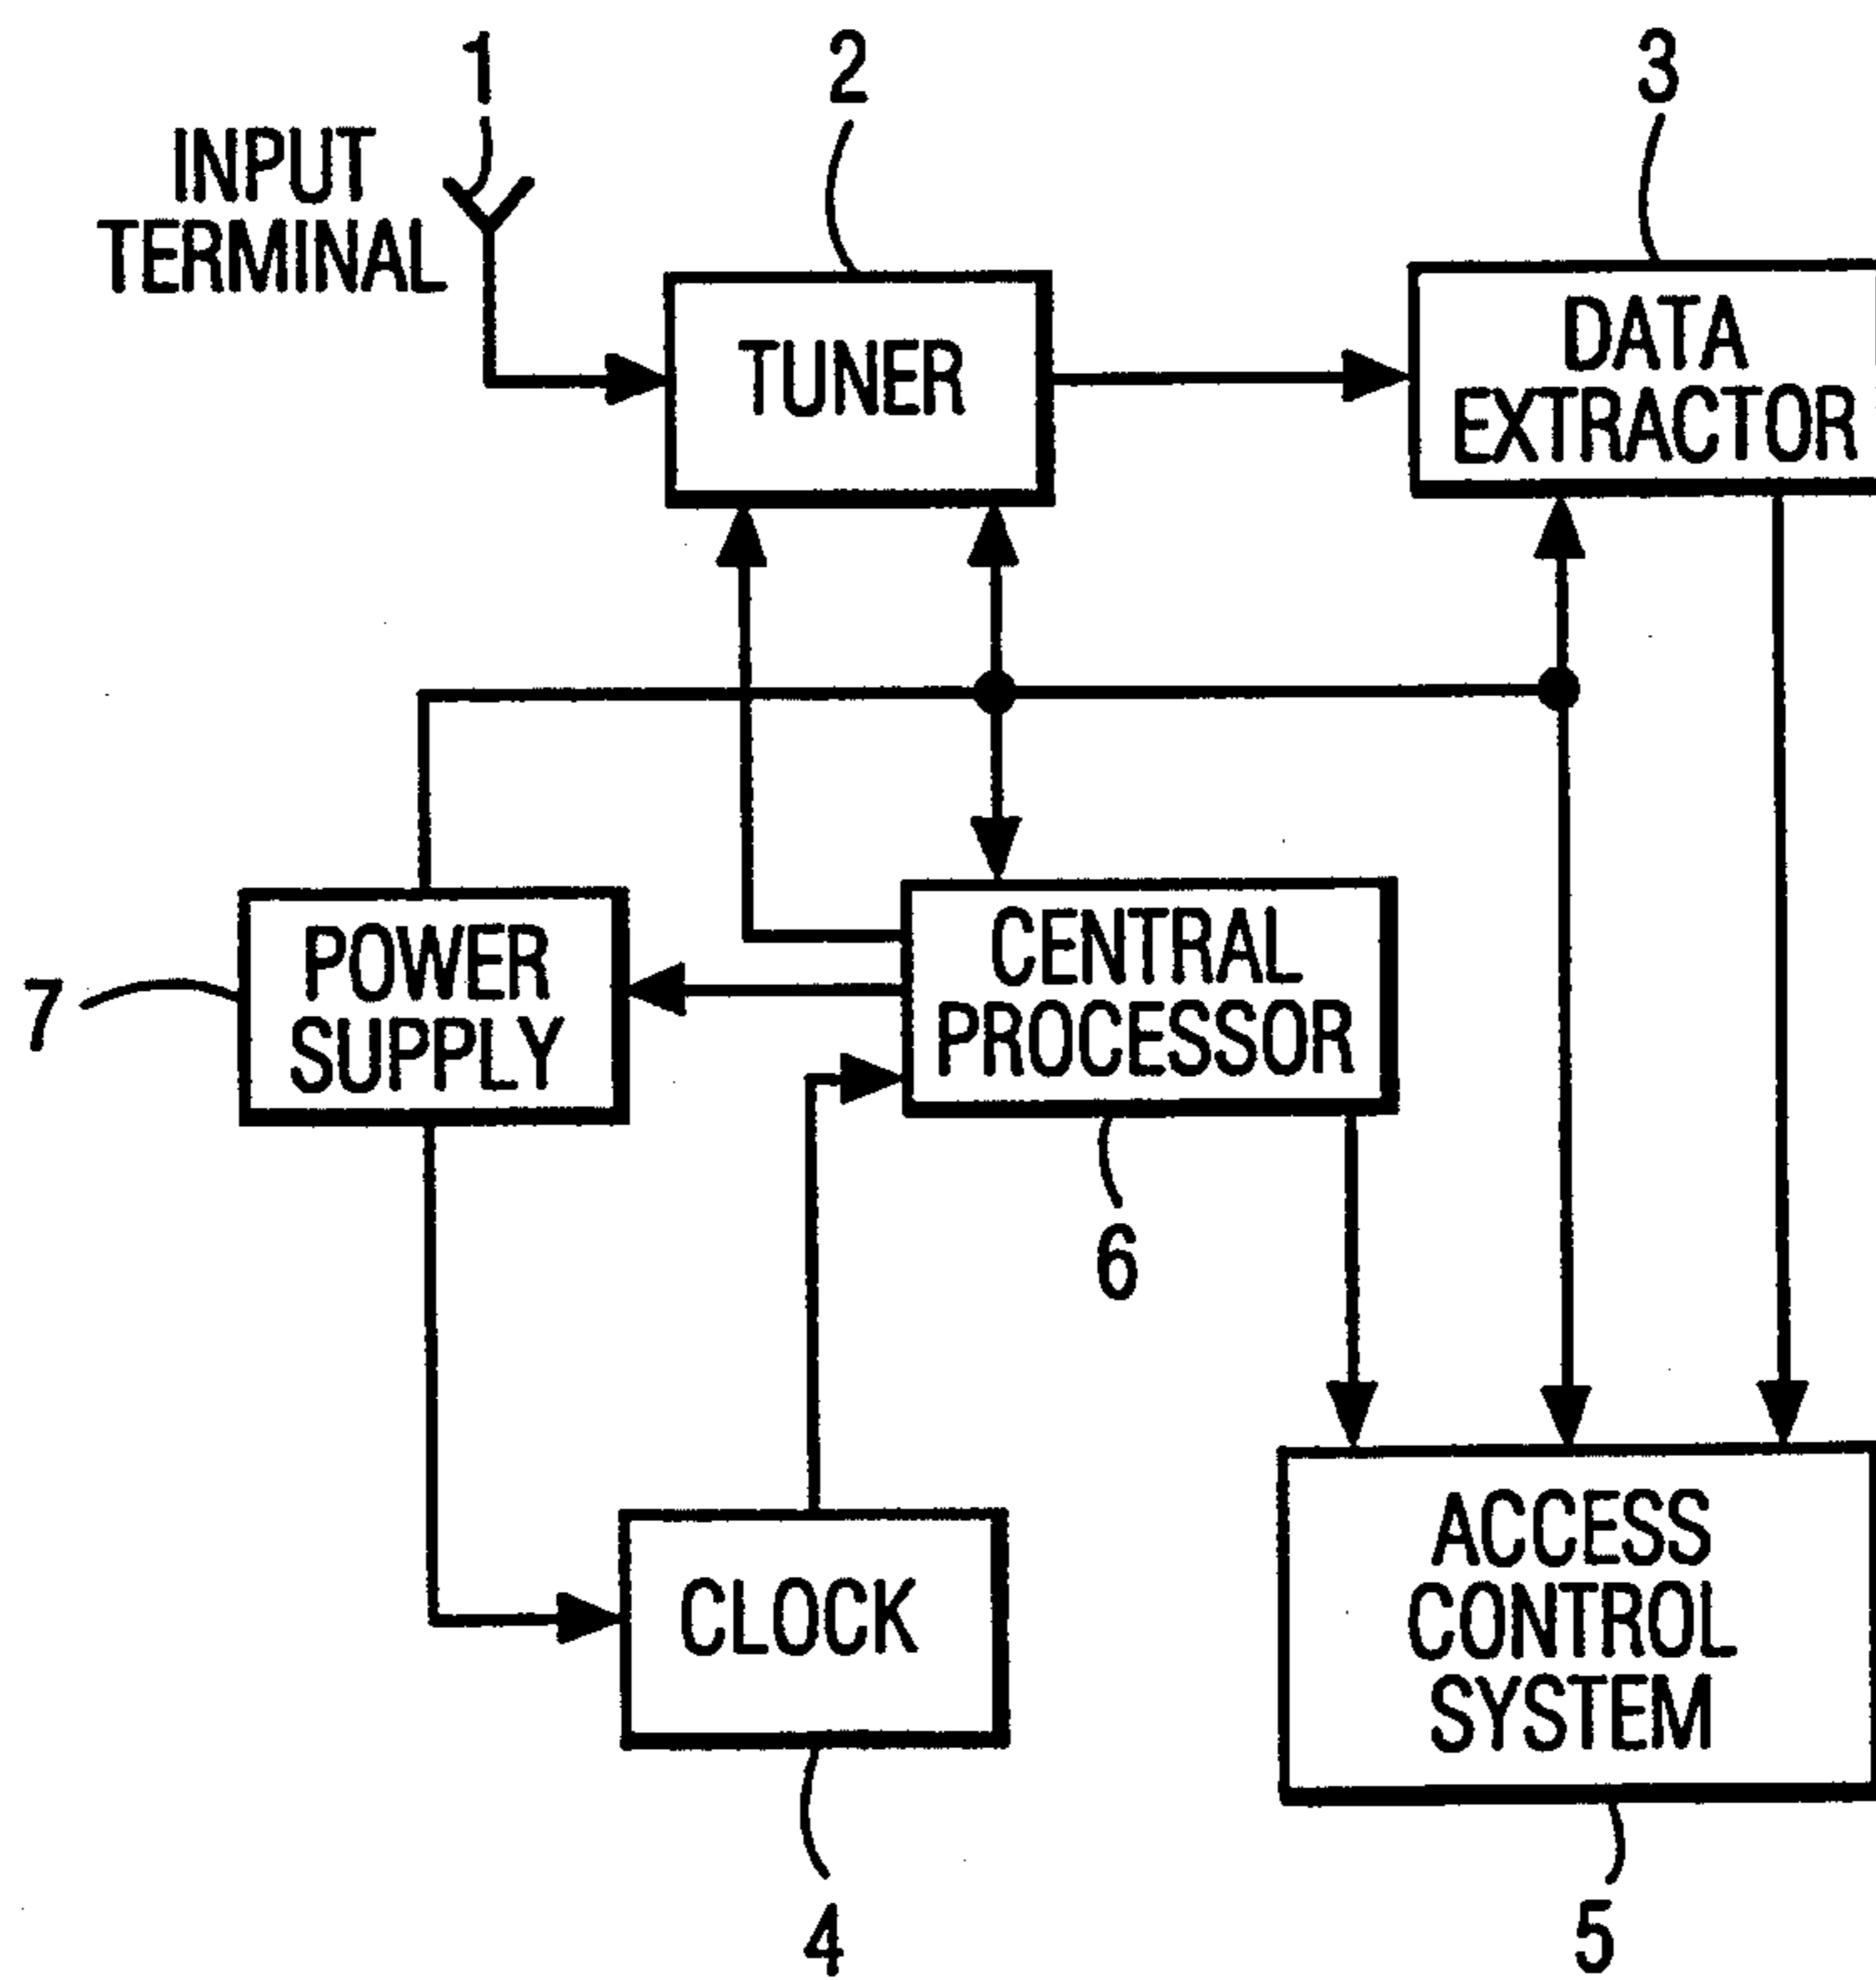 1
2
3
INPUT
TERMINAL
TUNER
DATA
EXTRACTOR
POWER
SUPPLY
7
CENTRAL
PROCESSOR
6
CLOCK
4
ACCESS
CONTROL
SYSTEM
5